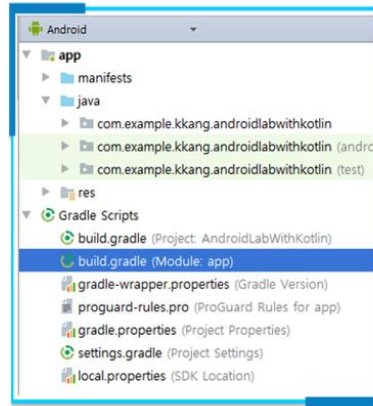 Android
app
manifests
java
com.example.kkang.androidlabwithkotlin
com.example.kkang.androidlabwithkotlin (andro
com.example.kkang.androidlabwithkotlin (test)
res
Gradle Scripts
build.gradle (Project: AndroidLabWithKotlin)
build.gradle (Module: app)
gradle-wrapper.properties (Gradle Version)
proguard-rules.pro (ProGuard Rules for app)
gradle.properties (Project Properties)
settings.gradle (Project Settings)
local.properties (SDK Location)